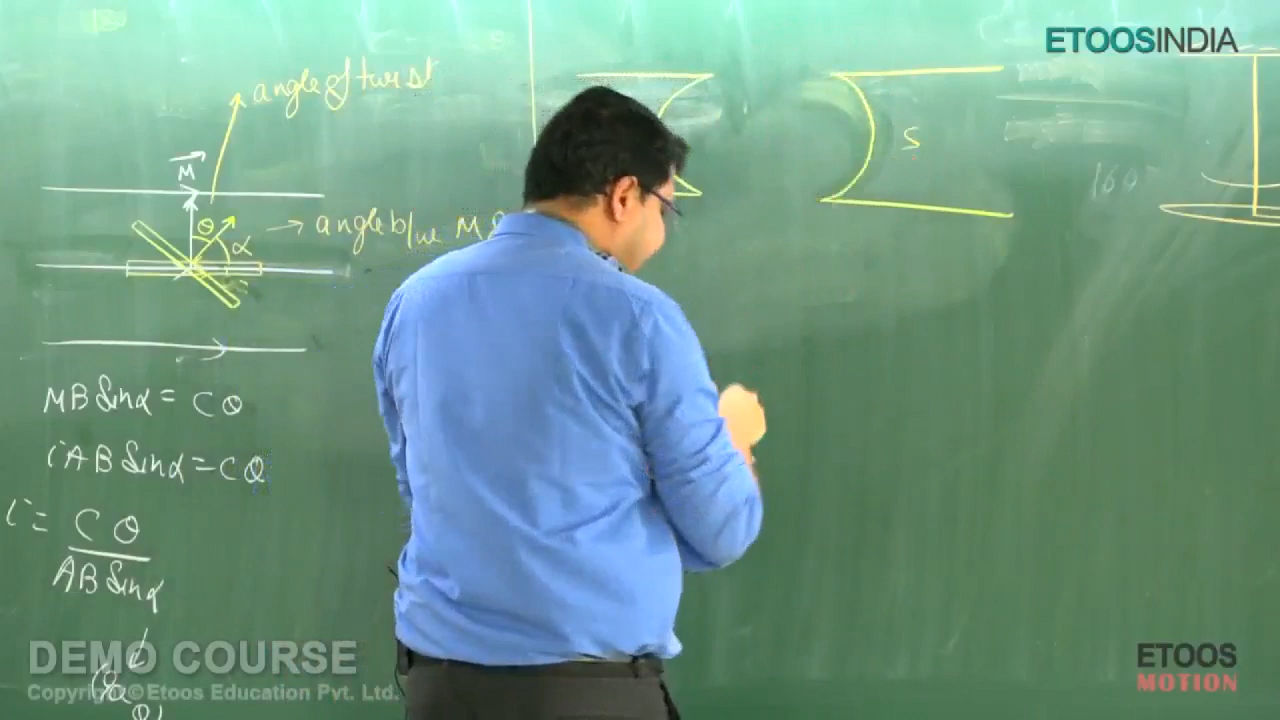 ETOOSINDIA
angle of twist
M
S
160
θ → angle b/w M &
α
MB Sinα = Cθ
iAB Sinα = Cθ
i = Cθ
AB Sinα
DEMO COURSE
Copyright © Etoos Education Pvt. Ltd.
ETOOS
MOTION